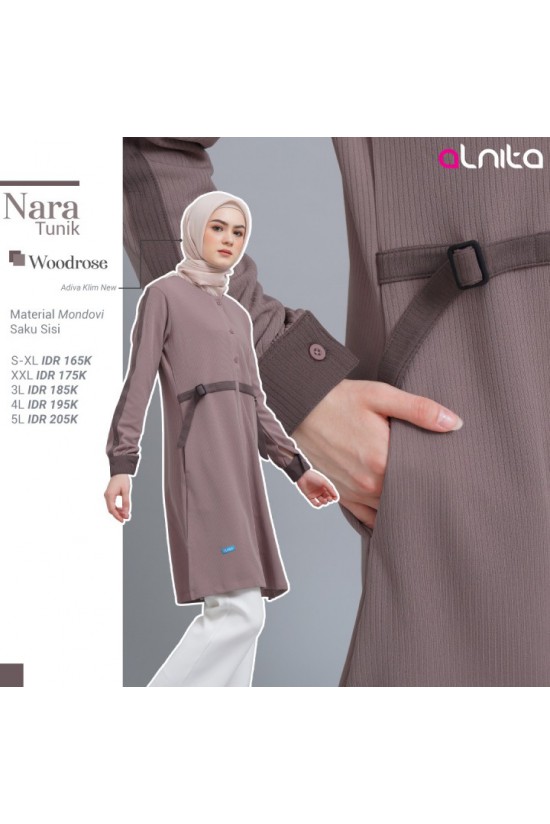 alnita
Nara
Tunik
Woodrose
Adiva Klim New
Material Mondovi
Saku Sisi
S-XL IDR 165K
XXL IDR 175K
3L IDR 185K
4L IDR 195K
5L IDR 205K